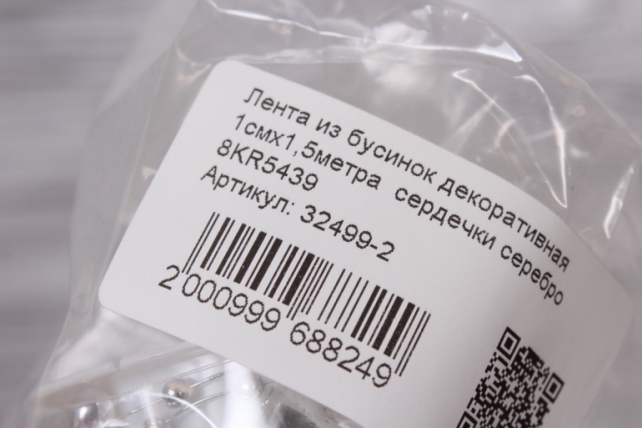 Лента из бусинок декоративная
1смх1,5метра сердечки серебро
8KR5439
Артикул: 32499-2
2 000999 688249